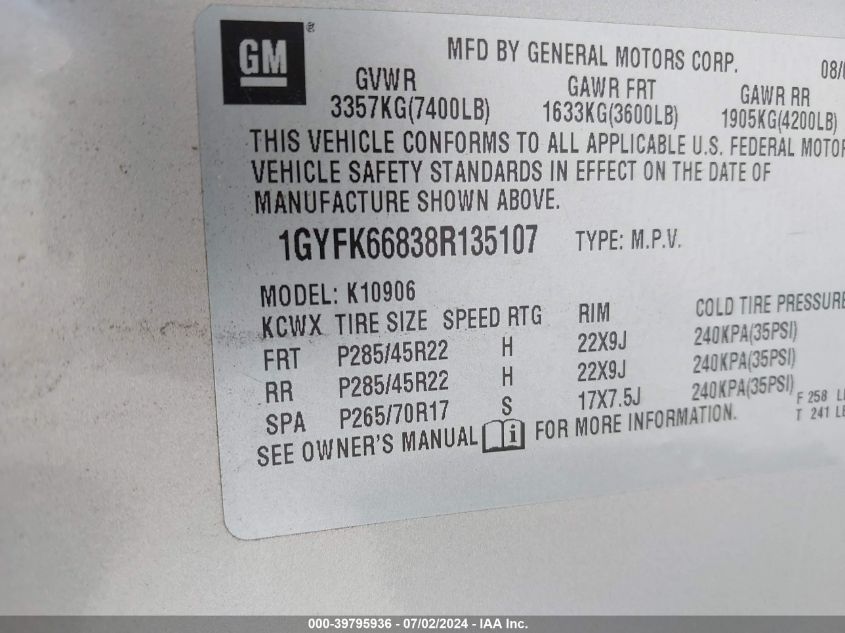 GM®
MFD BY GENERAL MOTORS CORP.
GVWR GAWR FRT GAWR RR
3357KG(7400LB) 1633KG(3600LB) 1905KG(4200LB)
THIS VEHICLE CONFORMS TO ALL APPLICABLE U.S. FEDERAL MOTOR
VEHICLE SAFETY STANDARDS IN EFFECT ON THE DATE OF
MANUFACTURE SHOWN ABOVE.
1GYFK66838R135107 TYPE: M.P.V.
MODEL: K10906
KCWX TIRE SIZE SPEED RTG RIM COLD TIRE PRESSURE
FRT P285/45R22 H 22X9J 240KPA(35PSI)
RR P285/45R22 H 22X9J 240KPA(35PSI)
SPA P265/70R17 S 17X7.5J 240KPA(35PSI)
F 258
T 241
SEE OWNER'S MANUAL i FOR MORE INFORMATION.
000-39795936 - 07/02/2024 - IAA Inc.